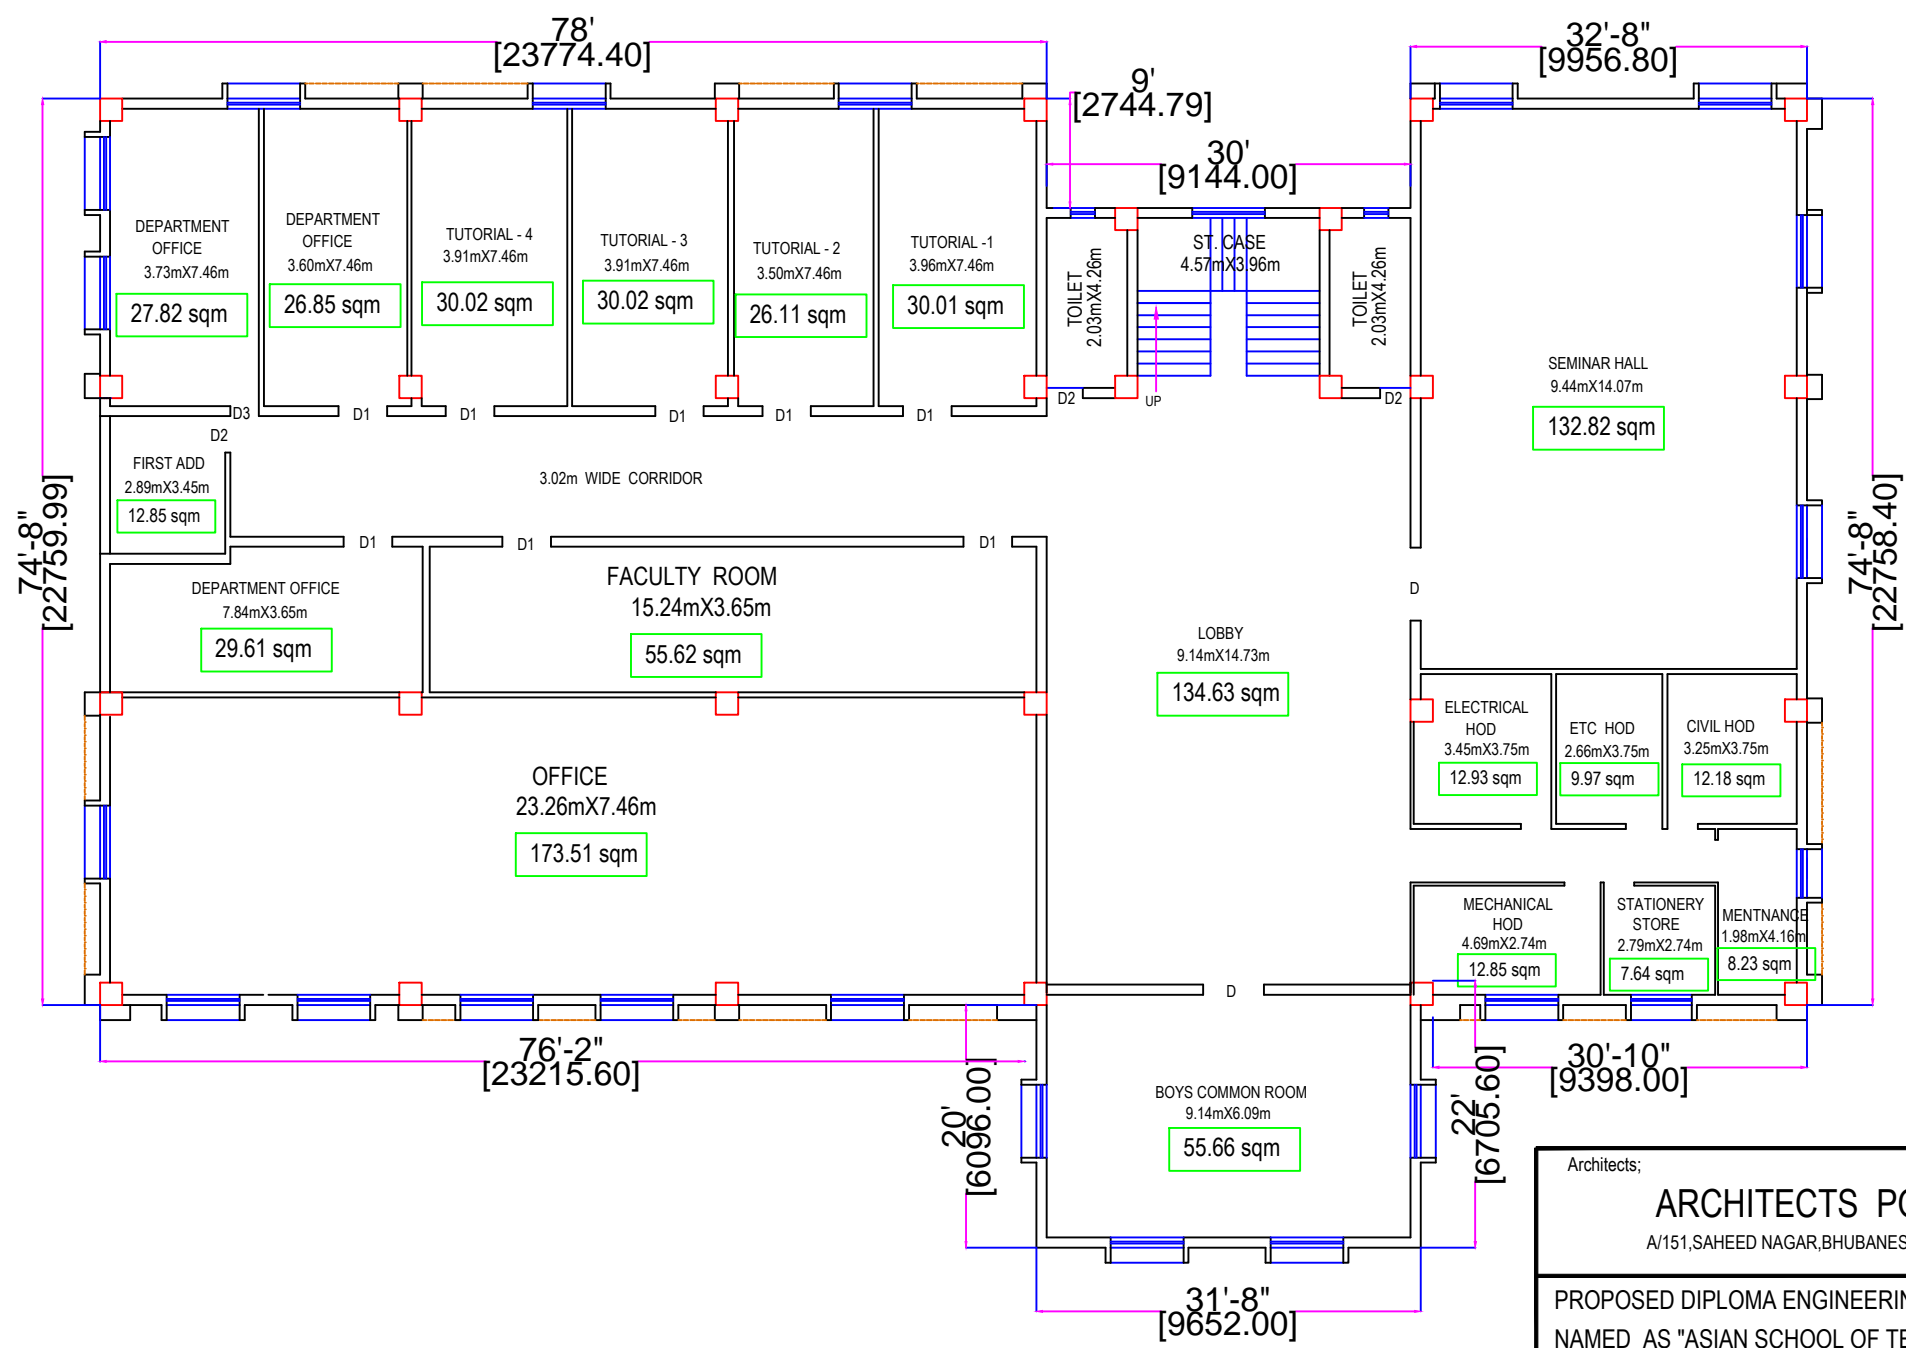 78'
[23774.40]
32'-8"
[9956.80]
9'
[2744.79]
30'
[9144.00]
DEPARTMENT
OFFICE
3.73mX7.46m
27.82 sqm
DEPARTMENT
OFFICE
3.60mX7.46m
26.85 sqm
TUTORIAL - 4
3.91mX7.46m
30.02 sqm
TUTORIAL - 3
3.91mX7.46m
30.02 sqm
TUTORIAL - 2
3.50mX7.46m
26.11 sqm
TUTORIAL -1
3.96mX7.46m
30.01 sqm
TOILET
2.03mX4.26m
ST. CASE
4.57mX3.96m
TOILET
2.03mX4.26m
SEMINAR HALL
9.44mX14.07m
132.82 sqm
D3
D1
D1
D1
D1
D1
D2
UP
D2
D2
FIRST ADD
2.89mX3.45m
12.85 sqm
3.02m WIDE CORRIDOR
74'-8"
[22759.99]
74'-8"
[22758.40]
D1
D1
D1
D
DEPARTMENT OFFICE
7.84mX3.65m
29.61 sqm
FACULTY ROOM
15.24mX3.65m
55.62 sqm
LOBBY
9.14mX14.73m
134.63 sqm
ELECTRICAL
HOD
3.45mX3.75m
12.93 sqm
ETC HOD
2.66mX3.75m
9.97 sqm
CIVIL HOD
3.25mX3.75m
12.18 sqm
OFFICE
23.26mX7.46m
173.51 sqm
MECHANICAL
HOD
4.69mX2.74m
12.85 sqm
STATIONERY
STORE
2.79mX2.74m
7.64 sqm
MENTNANCE
1.98mX4.16m
8.23 sqm
D
76'-2"
[23215.60]
20'
[6096.00]
22'
[6705.60]
30'-10"
[9398.00]
BOYS COMMON ROOM
9.14mX6.09m
55.66 sqm
31'-8"
[9652.00]
Architects;
ARCHITECTS
A/151,SAHEED NAGAR,
PROPOSED DIPLOMA
NAMED AS "ASIAN SCHOOL OF